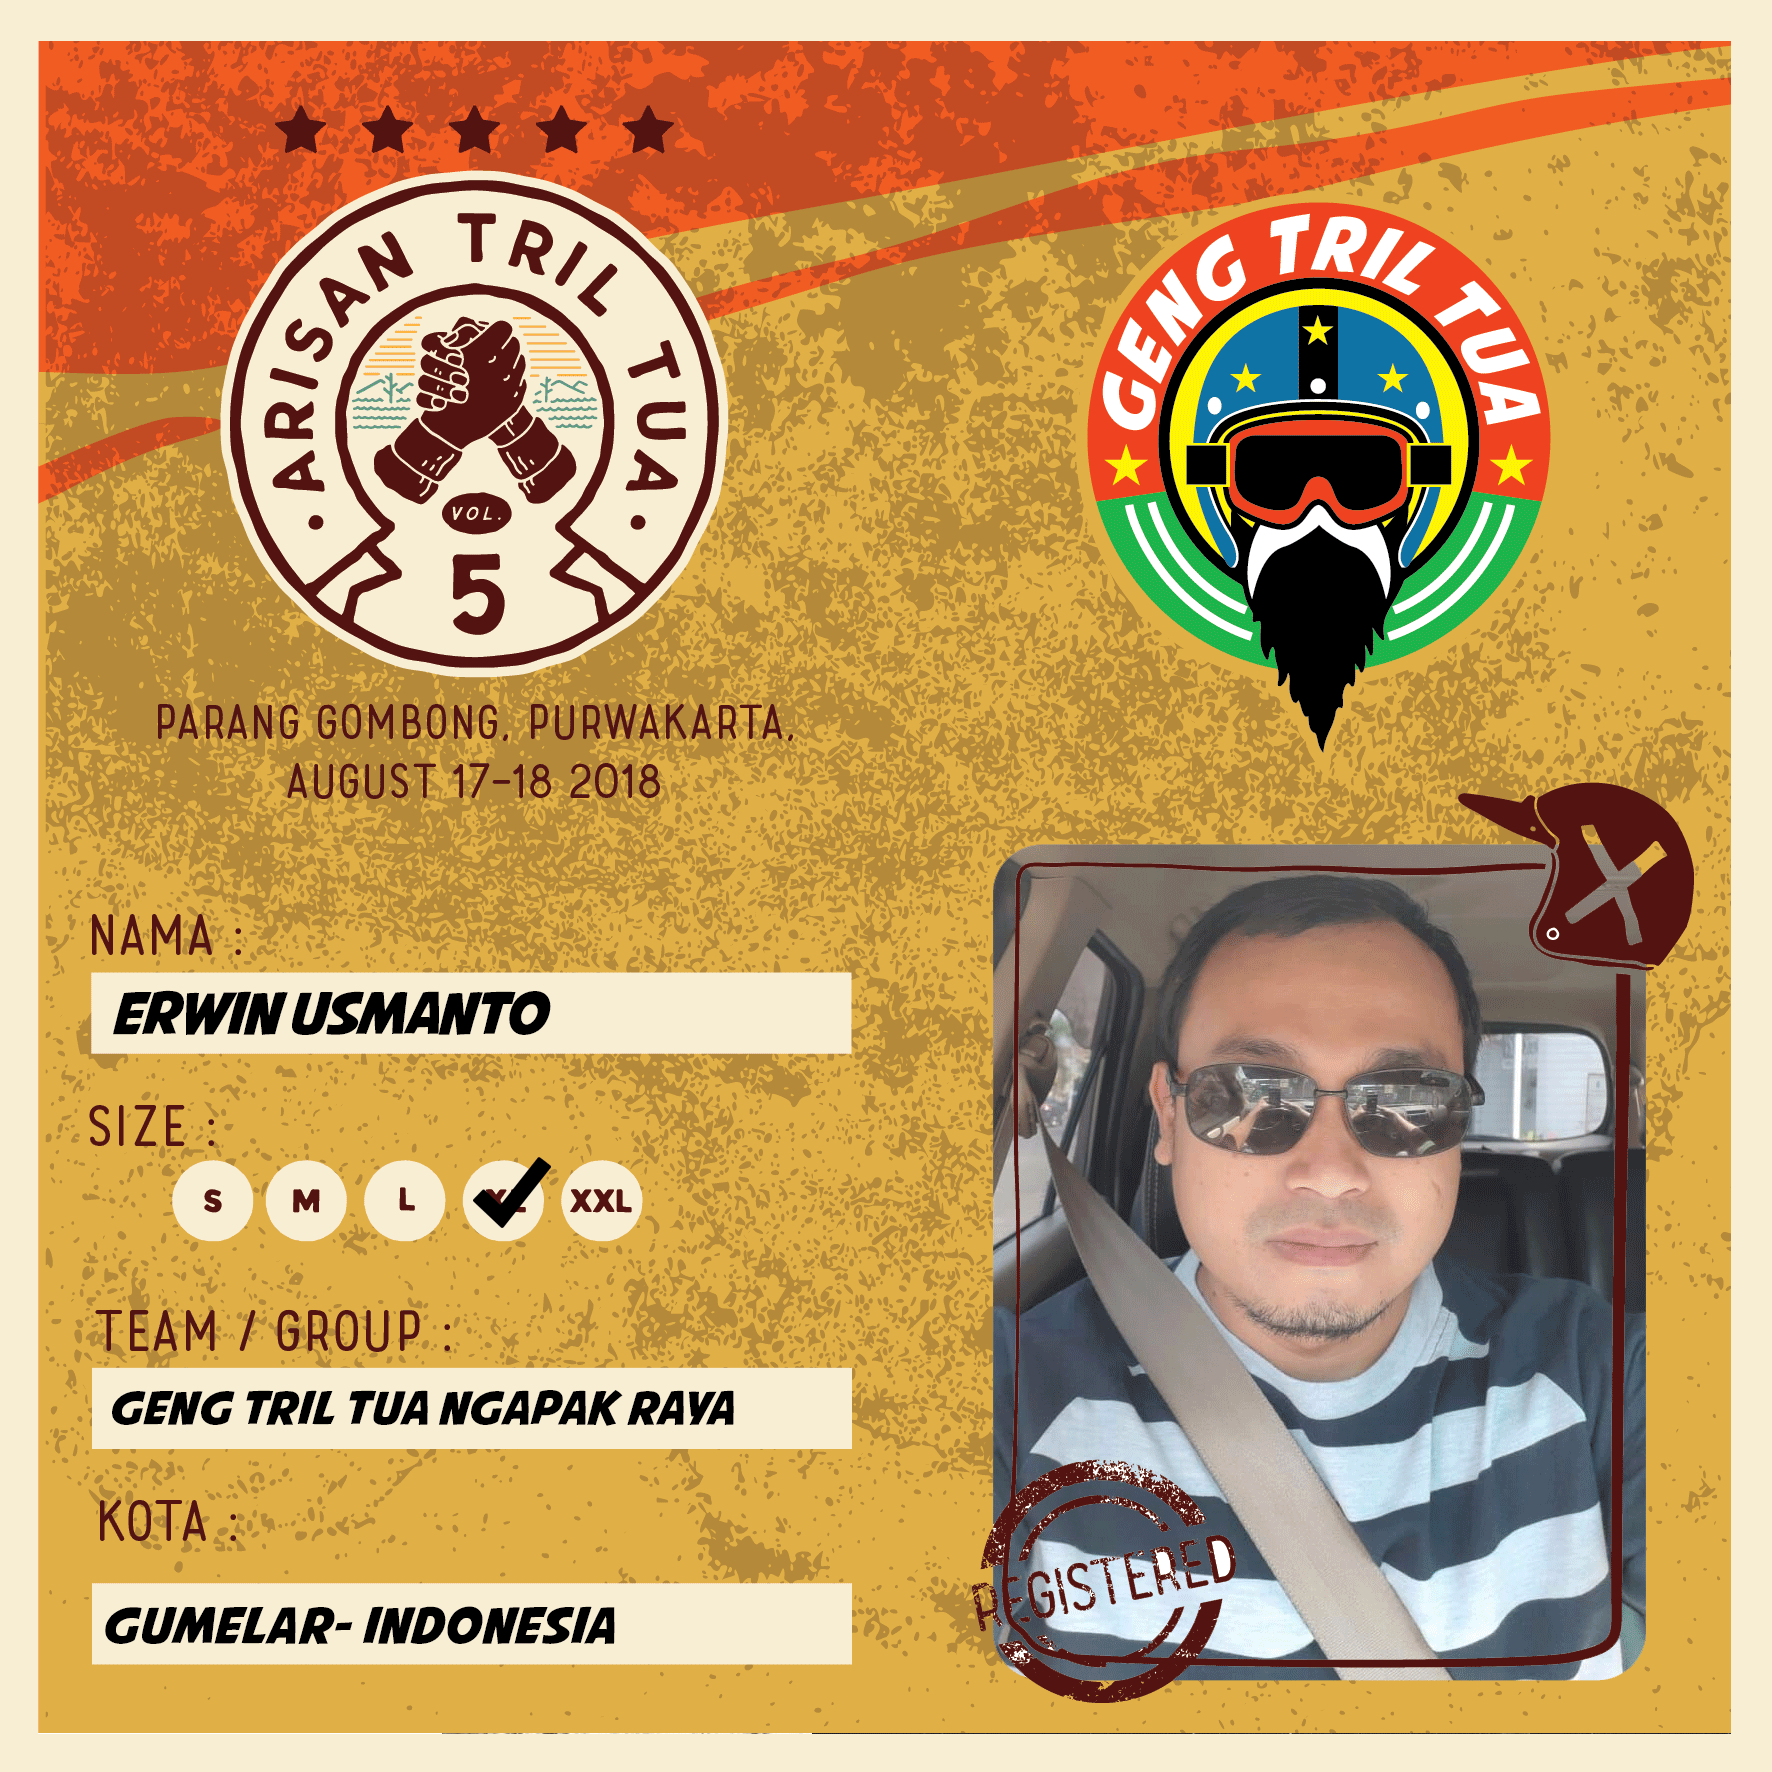 ARISAN TRIL TUA
VOL.
5
PARANG GOMBONG, PURWAKARTA,
AUGUST 17-18 2018
GENG TRIL TUA
NAMA :
ERWIN USMANTO
SIZE :
S M L XL XXL
TEAM / GROUP :
GENG TRIL TUA NGAPAK RAYA
KOTA :
GUMELAR- INDONESIA
REGISTERED